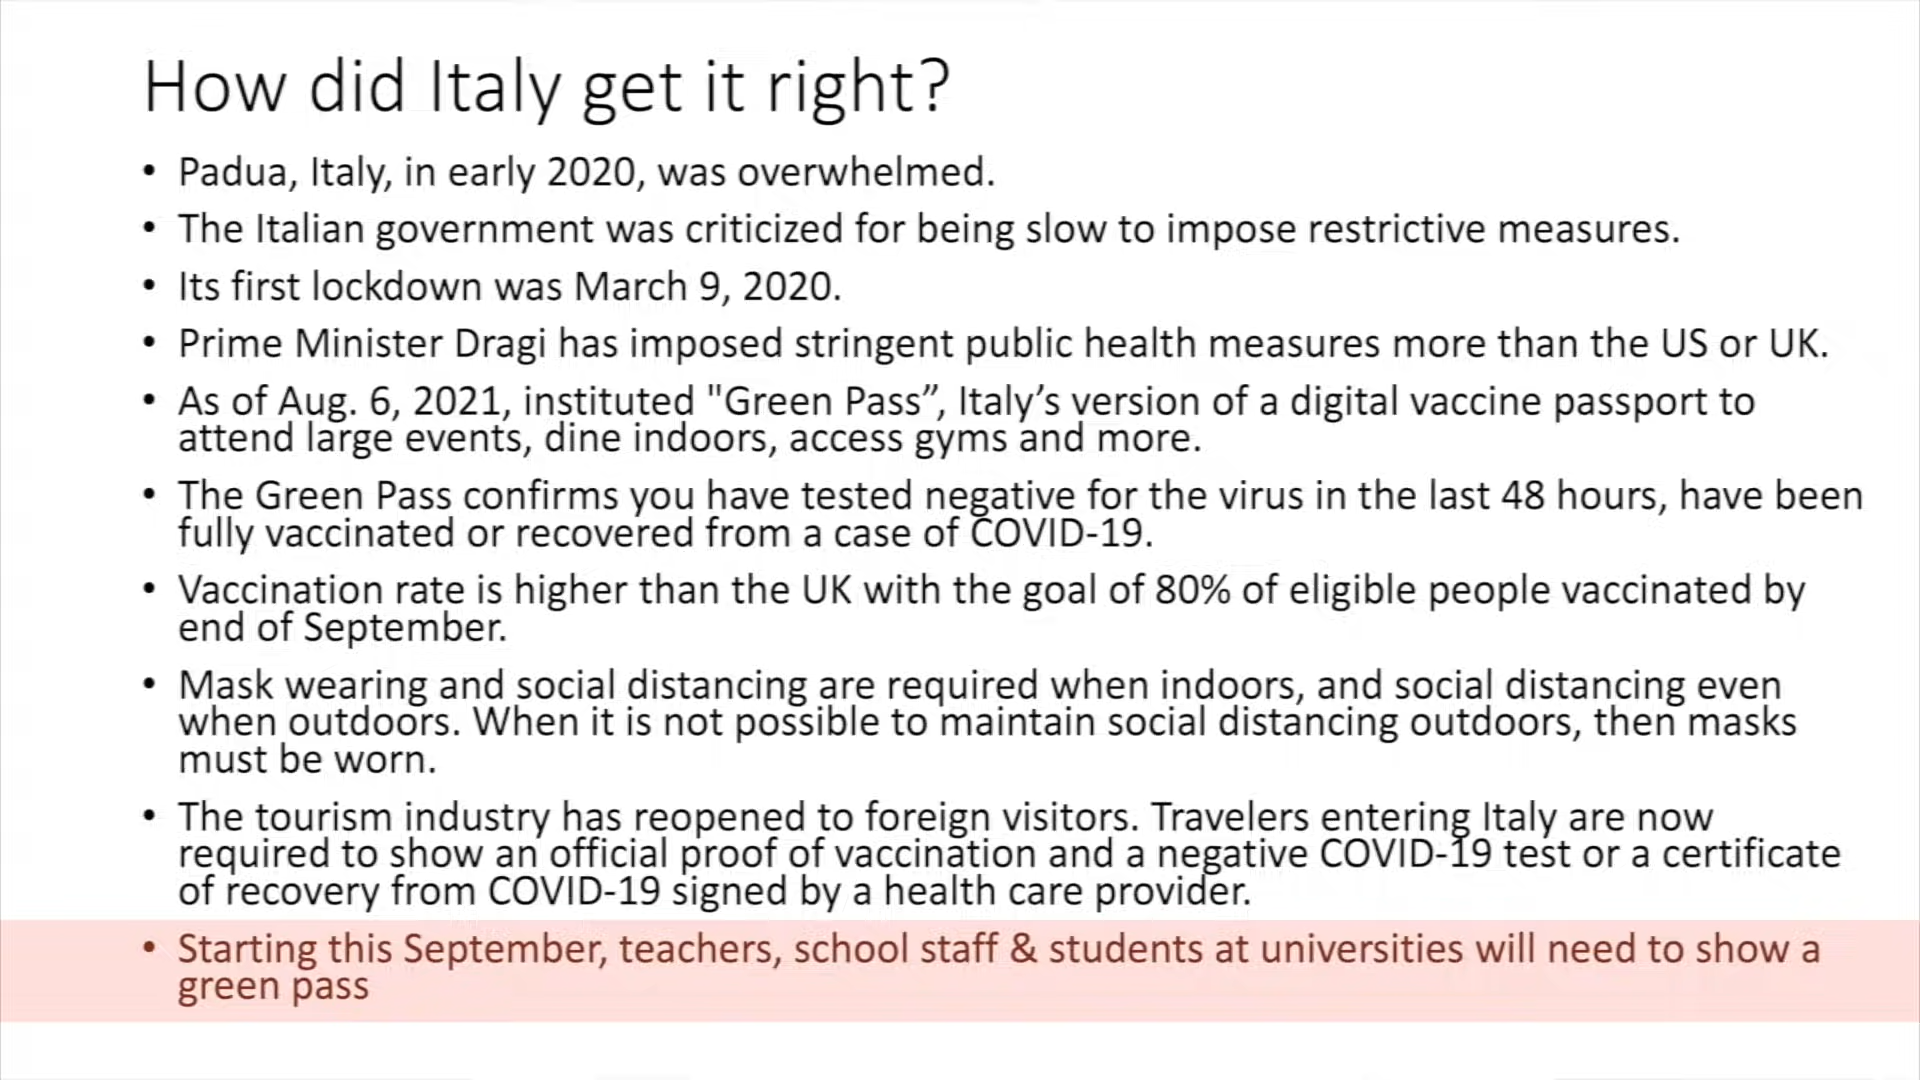 How did Italy get it right?
• Padua, Italy, in early 2020, was overwhelmed.
• The Italian government was criticized for being slow to impose restrictive measures.
• Its first lockdown was March 9, 2020.
• Prime Minister Dragi has imposed stringent public health measures more than the US or UK.
• As of Aug. 6, 2021, instituted "Green Pass”, Italy’s version of a digital vaccine passport to
attend large events, dine indoors, access gyms and more.
• The Green Pass confirms you have tested negative for the virus in the last 48 hours, have been
fully vaccinated or recovered from a case of COVID-19.
• Vaccination rate is higher than the UK with the goal of 80% of eligible people vaccinated by
end of September.
• Mask wearing and social distancing are required when indoors, and social distancing even
when outdoors. When it is not possible to maintain social distancing outdoors, then masks
must be worn.
• The tourism industry has reopened to foreign visitors. Travelers entering Italy are now
required to show an official proof of vaccination and a negative COVID-19 test or a certificate
of recovery from COVID-19 signed by a health care provider.
• Starting this September, teachers, school staff & students at universities will need to show a
green pass